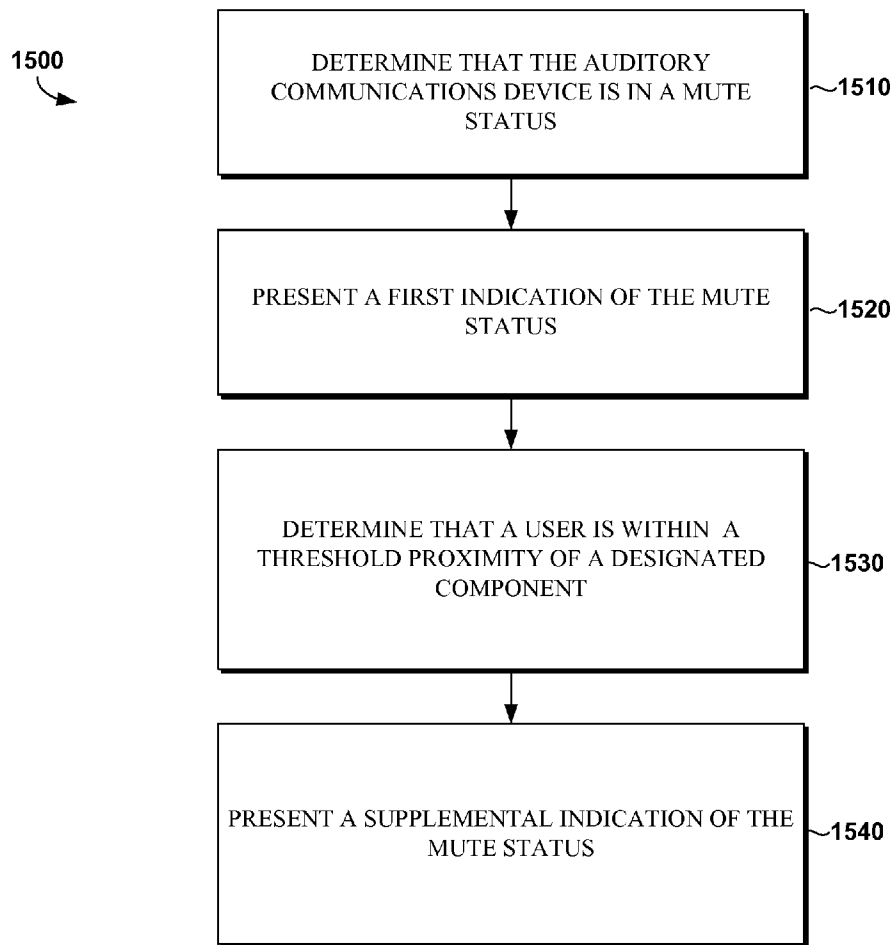 1500
DETERMINE THAT THE AUDITORY
COMMUNICATIONS DEVICE IS IN A MUTE
STATUS
1510
PRESENT A FIRST INDICATION OF THE MUTE
STATUS
1520
DETERMINE THAT A USER IS WITHIN A
THRESHOLD PROXIMITY OF A DESIGNATED
COMPONENT
1530
PRESENT A SUPPLEMENTAL INDICATION OF THE
MUTE STATUS
1540